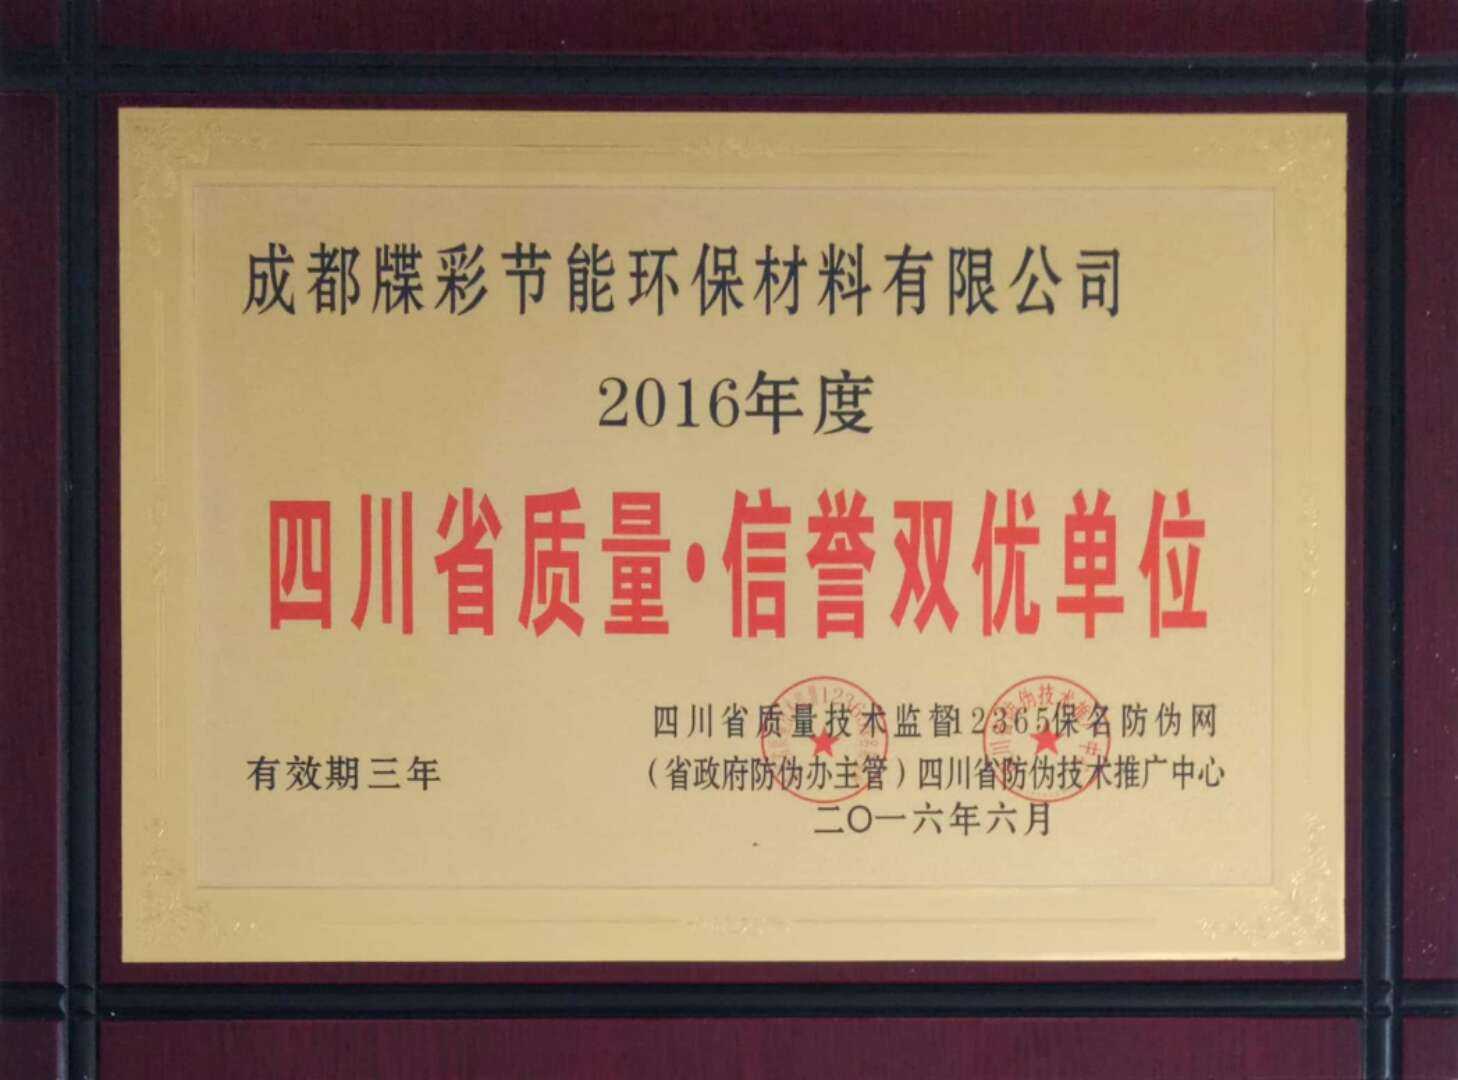 成都牒彩节能环保材料有限公司
2016年度
四川省质量·信誉双优单位
四川省质量技术监督12365保名防伪网
有效期三年
（省政府防伪办主管）四川省防伪技术推广中心
二〇一六年六月